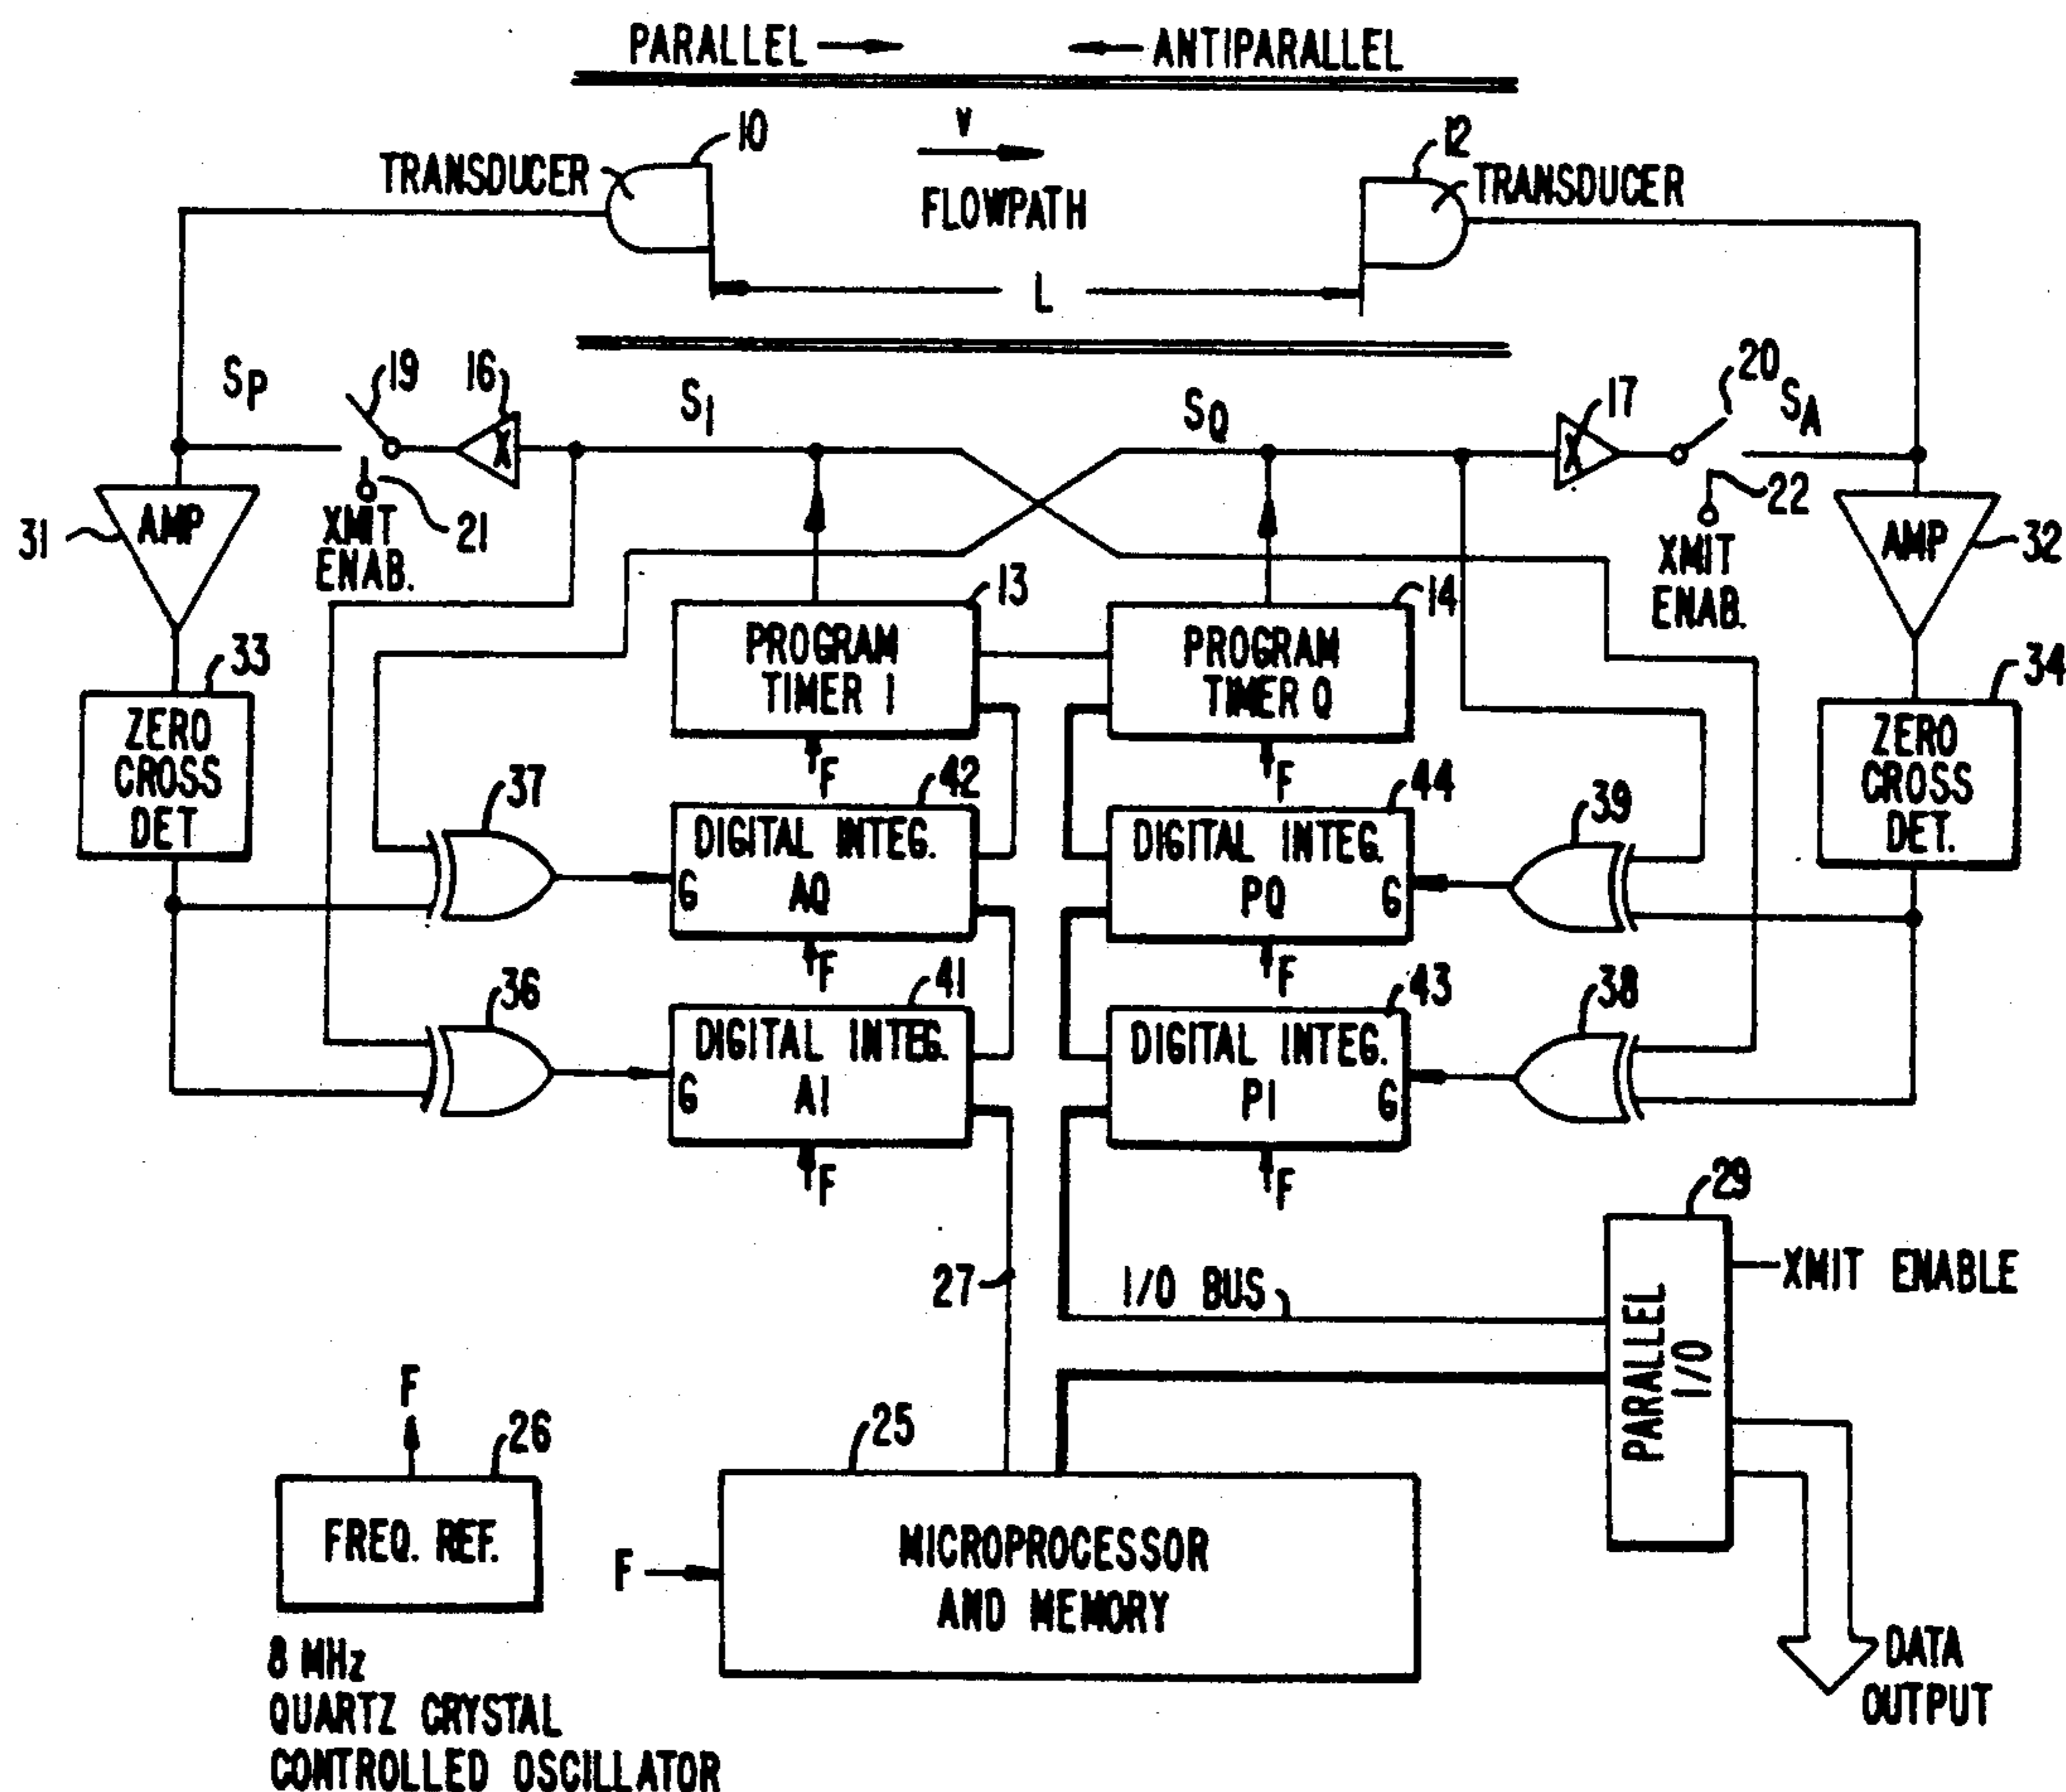 PARALLEL
ANTIPARALLEL
10
V
12
TRANSDUCER
TRANSDUCER
FLOWPATH
L
SP
19
16
SI
SQ
17
20
SA
31
AMP
21
22
AMP
32
XMIT
ENAB.
XMIT
ENAB.
13
14
33
PROGRAM
TIMER I
PROGRAM
TIMER Q
34
ZERO
CROSS
DET
ZERO
CROSS
DET.
F
F
37
42
44
39
DIGITAL INTEG.
AQ
G
DIGITAL INTEG.
PQ
G
F
F
36
41
43
38
DIGITAL INTEG.
AI
G
DIGITAL INTEG.
PI
G
F
F
29
27
I/O BUS
XMIT ENABLE
PARALLEL
I/O
F
26
25
FREQ. REF.
F
MICROPROCESSOR
AND MEMORY
8 MHz
QUARTZ CRYSTAL
CONTROLLED OSCILLATOR
DATA
OUTPUT